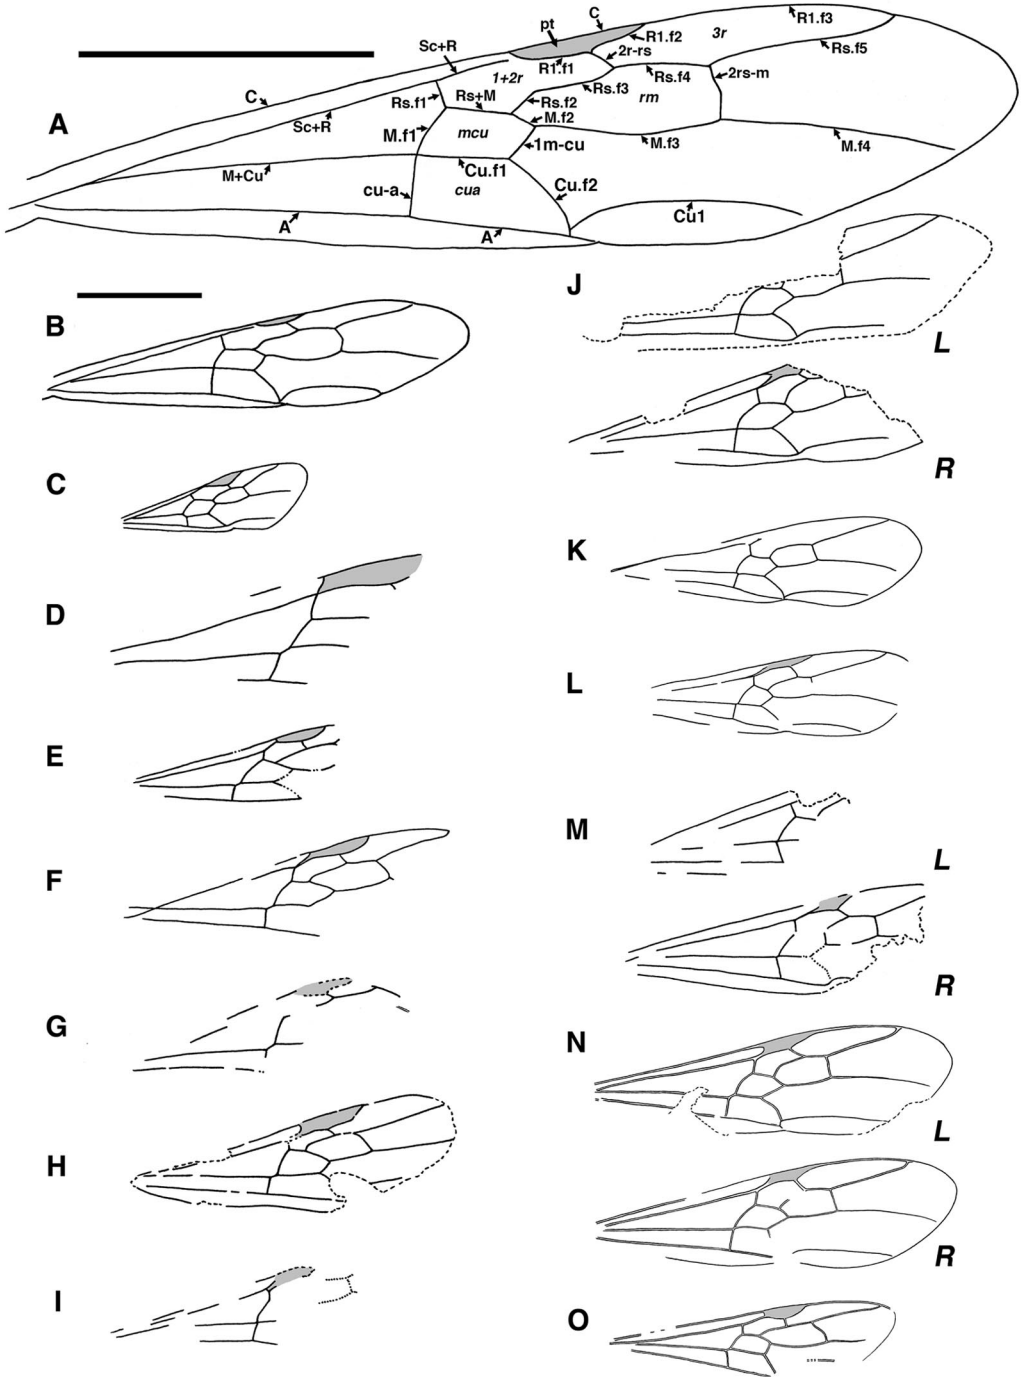 C
R1.f3
pt
R1.f2
3r
Rs.f5
Sc+R
2r-rs
R1.f1
Rs.f4
2rs-m
1+2r
C
Rs.f1
Rs+M
Rs.f3
Rs.f2
rm
A
Sc+R
M.f2
M.f1
mcu
1m-cu
M.f3
M.f4
M+Cu
Cu.f1
cu-a
cua
Cu.f2
Cu1
A
A
J
L
B
R
C
K
D
L
E
M
L
F
R
G
N
L
H
R
I
O